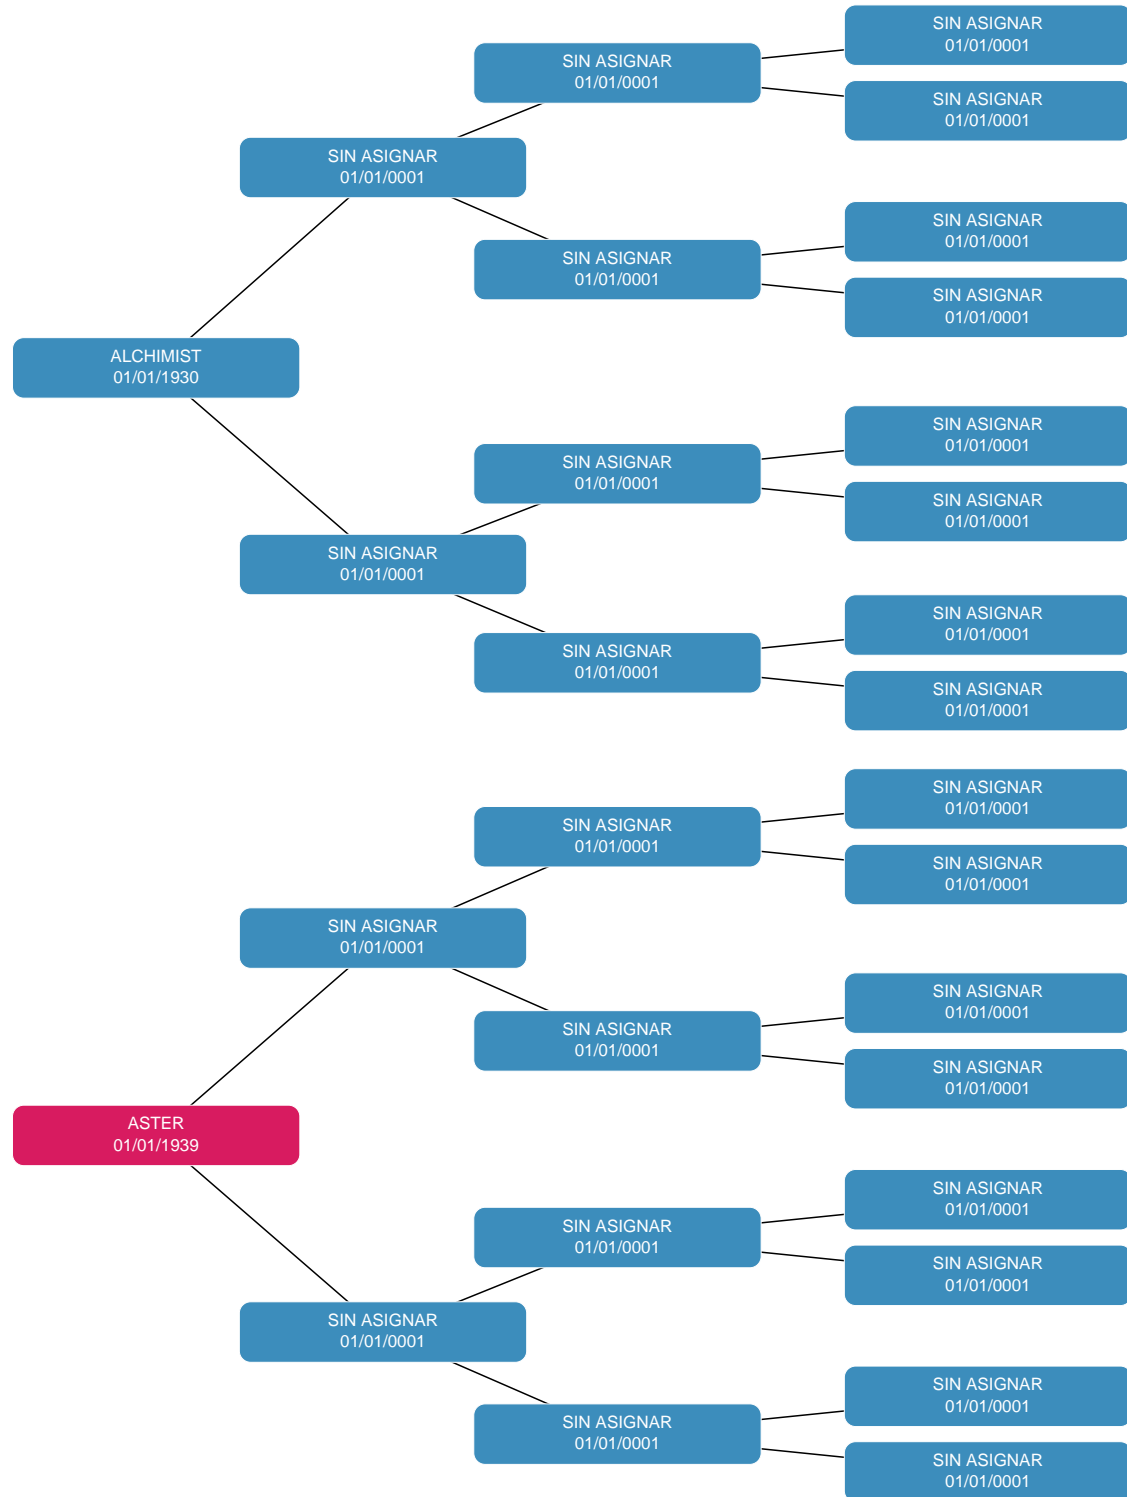 SIN ASIGNAR
01/01/0001
SIN ASIGNAR
01/01/0001
SIN ASIGNAR
01/01/0001
SIN ASIGNAR
01/01/0001
SIN ASIGNAR
01/01/0001
SIN ASIGNAR
01/01/0001
SIN ASIGNAR
01/01/0001
ALCHIMIST
01/01/1930
SIN ASIGNAR
01/01/0001
SIN ASIGNAR
01/01/0001
SIN ASIGNAR
01/01/0001
SIN ASIGNAR
01/01/0001
SIN ASIGNAR
01/01/0001
SIN ASIGNAR
01/01/0001
SIN ASIGNAR
01/01/0001
SIN ASIGNAR
01/01/0001
SIN ASIGNAR
01/01/0001
SIN ASIGNAR
01/01/0001
SIN ASIGNAR
01/01/0001
SIN ASIGNAR
01/01/0001
SIN ASIGNAR
01/01/0001
SIN ASIGNAR
01/01/0001
ASTER
01/01/1939
SIN ASIGNAR
01/01/0001
SIN ASIGNAR
01/01/0001
SIN ASIGNAR
01/01/0001
SIN ASIGNAR
01/01/0001
SIN ASIGNAR
01/01/0001
SIN ASIGNAR
01/01/0001
SIN ASIGNAR
01/01/0001